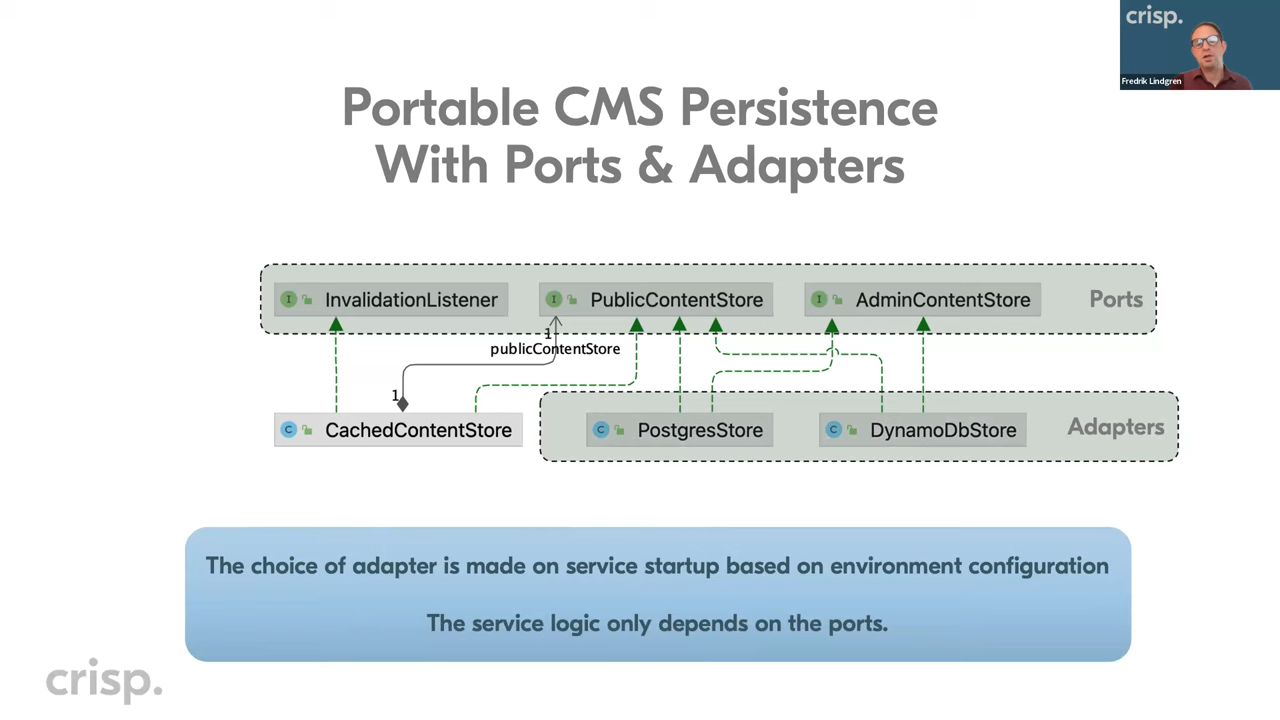 crisp.
Fredrik Lindgren
Portable CMS Persistence
With Ports & Adapters
I InvalidationListener
I PublicContentStore
I AdminContentStore
Ports
1
publicContentStore
1
C CachedContentStore
C PostgresStore
C DynamoDbStore
Adapters
The choice of adapter is made on service startup based on environment configuration
The service logic only depends on the ports.
crisp.